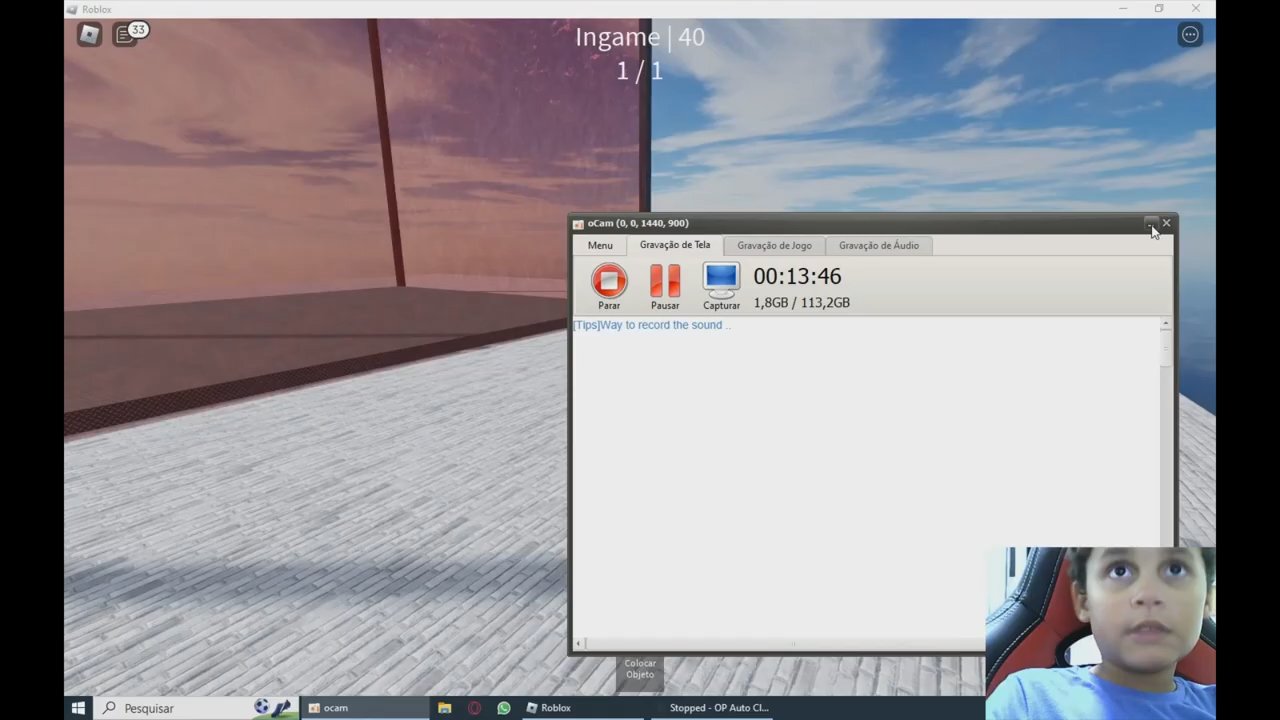 Roblox
33
Ingame | 40
1 / 1
oCam (0, 0, 1440, 900)
Menu
Gravação de Tela
Gravação de Jogo
Gravação de Áudio
00:13:46
1,8GB / 113,2GB
Parar
Pausar
Capturar
[Tips]Way to record the sound ..
Colocar
Objeto
Pesquisar
ocam
Roblox
Stopped - OP Auto Cl...